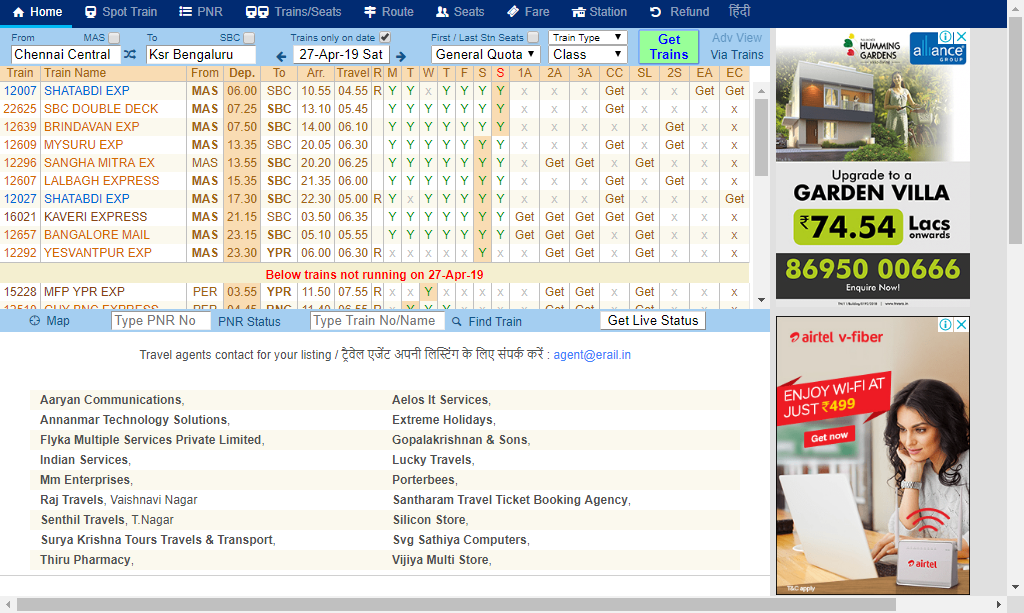 Home Spot Train PNR Trains/Seats Route Seats Fare Station Refund हिंदी
From MAS To SBC Trains only on date First / Last Stn Seats Train Type Get Trains Adv View
Chennai Central Ksr Bengaluru 27-Apr-19 Sat General Quota Class Via Trains
Train Train Name From Dep. To Arr. Travel R M T W T F S S 1A 2A 3A CC SL 2S EA EC
12007 SHATABDI EXP MAS 06.00 SBC 10.55 04.55 R Y Y x Y Y Y Y x x x Get x x Get Get
22625 SBC DOUBLE DECK MAS 07.25 SBC 13.10 05.45 Y Y Y Y Y Y Y x x x Get x x x x
12639 BRINDAVAN EXP MAS 07.50 SBC 14.00 06.10 Y Y Y Y Y Y Y x x x x x Get x x
12609 MYSURU EXP MAS 13.35 SBC 20.05 06.30 Y Y Y Y Y Y Y x x x Get x Get x x
12296 SANGHA MITRA EX MAS 13.55 SBC 20.20 06.25 Y Y Y Y Y Y Y x Get Get x Get x x x
12607 LALBAGH EXPRESS MAS 15.35 SBC 21.35 06.00 Y Y Y Y Y Y Y x x x Get x Get x x
12027 SHATABDI EXP MAS 17.30 SBC 22.30 05.00 R Y x Y Y Y Y Y x x x Get x x x Get
16021 KAVERI EXPRESS MAS 21.15 SBC 03.50 06.35 Y Y Y Y Y Y Y Get Get Get Get Get x x x
12657 BANGALORE MAIL MAS 23.15 SBC 05.10 05.55 Y Y Y Y Y Y Y Get Get Get Get Get x x x
12292 YESVANTPUR EXP MAS 23.30 YPR 06.00 06.30 R x x x x x Y x x Get Get x Get x x x
Below trains not running on 27-Apr-19
15228 MFP YPR EXP PER 03.55 YPR 11.50 07.55 R x x Y x x x x x Get Get x Get x x x
Map Type PNR No PNR Status Type Train No/Name Find Train Get Live Status
Travel agents contact for your listing / ट्रेवेल एजेंट अपनी लिस्टिंग के लिए संपर्क करें : agent@erail.in
Aaryan Communications, Aelos It Services,
Annanmar Technology Solutions, Extreme Holidays,
Flyka Multiple Services Private Limited, Gopalakrishnan & Sons,
Indian Services, Lucky Travels,
Mm Enterprises, Porterbees,
Raj Travels, Vaishnavi Nagar Santharam Travel Ticket Booking Agency,
Senthil Travels, T.Nagar Silicon Store,
Surya Krishna Tours Travels & Transport, Svg Sathiya Computers,
Thiru Pharmacy, Vijiya Multi Store,
HUMMING GARDENS
alliance GROUP
Upgrade to a
GARDEN VILLA
₹74.54 Lacs onwards
86950 00666
Enquire Now!
airtel v-fiber
ENJOY WI-FI AT
JUST ₹499
Get now
airtel
T&C apply